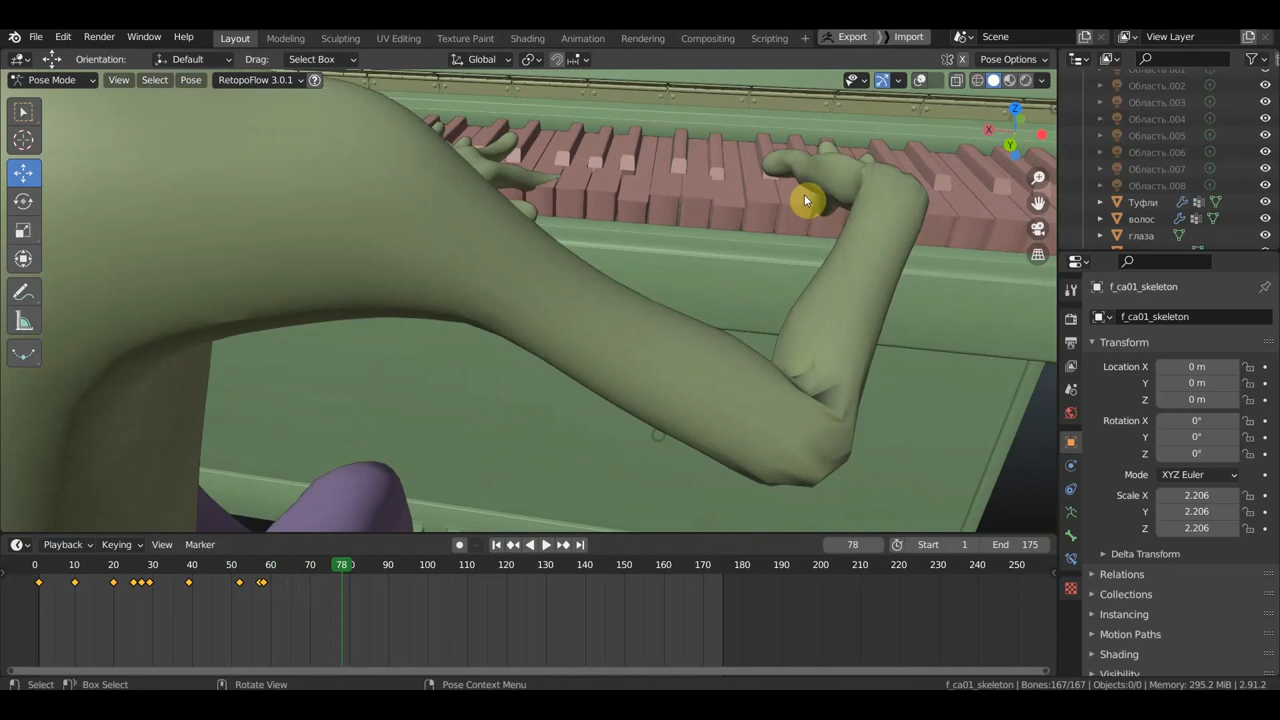 File Edit Render Window Help Layout Modeling Sculpting UV Editing Texture Paint Shading Animation Rendering Compositing Scripting + Export Import Scene View Layer
Orientation: Default Drag: Select Box Global X Pose Options
Pose Mode View Select Pose RetopoFlow 3.0.1 ?
Область.002
Область.003
Область.004
Область.005
Область.006
Область.007
Область.008
Туфли
волос
глаза
Z
X
Y
f_ca01_skeleton
f_ca01_skeleton
Transform
Location X 0 m
Y 0 m
Z 0 m
Rotation X 0°
Y 0°
Z 0°
Mode XYZ Euler
Scale X 2.206
Y 2.206
Z 2.206
Delta Transform
Relations
Collections
Instancing
Motion Paths
Shading
Visibility
Playback Keying View Marker 78 Start 1 End 175
0 10 20 30 40 50 60 70 78 90 100 110 120 130 140 150 160 170 180 190 200 210 220 230 240 250
Select Box Select Rotate View Pose Context Menu f_ca01_skeleton | Bones:167/167 | Objects:0/0 | Memory: 295.2 MiB | 2.91.2